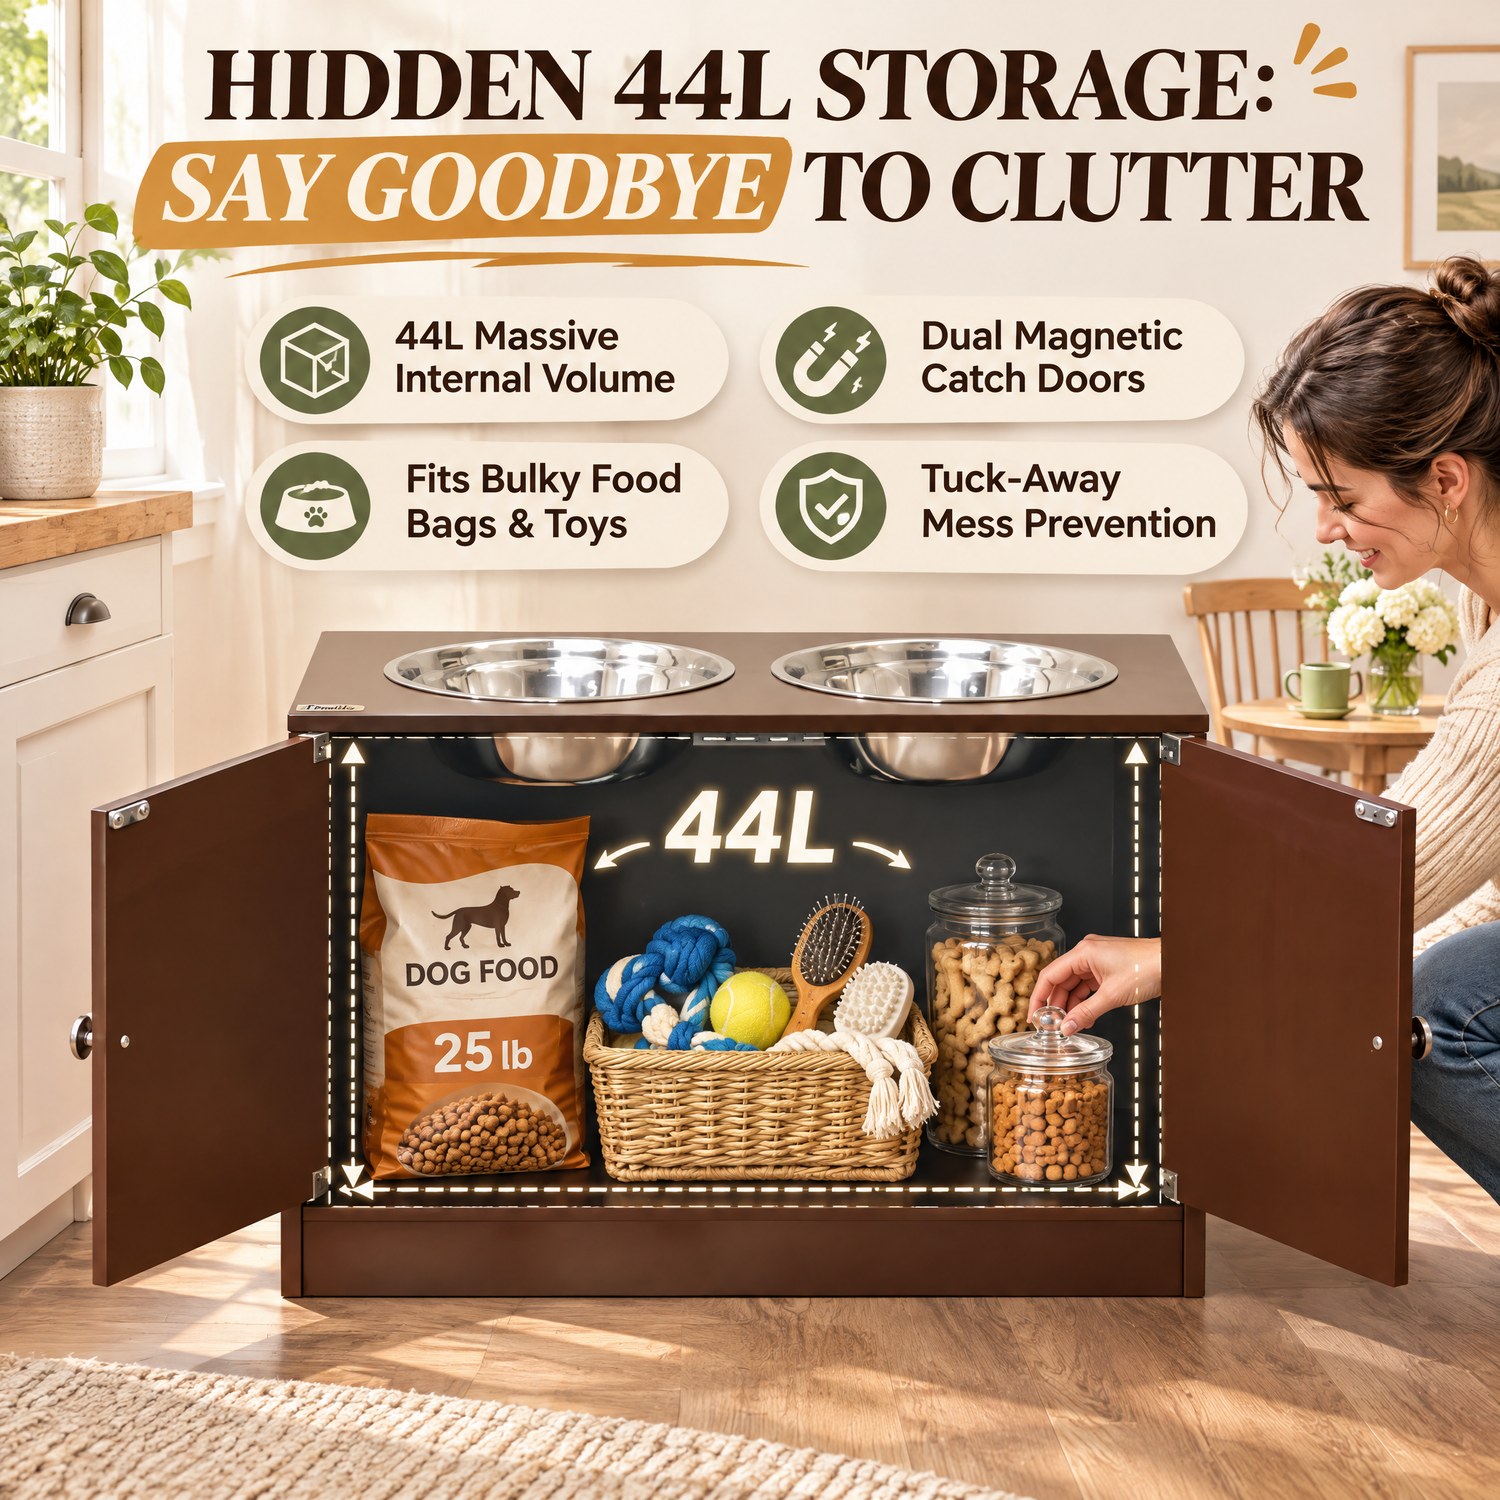 HIDDEN 44L STORAGE:
SAY GOODBYE TO CLUTTER
44L Massive
Internal Volume
Dual Magnetic
Catch Doors
Fits Bulky Food
Bags & Toys
Tuck-Away
Mess Prevention
44L
DOG FOOD
25 lb